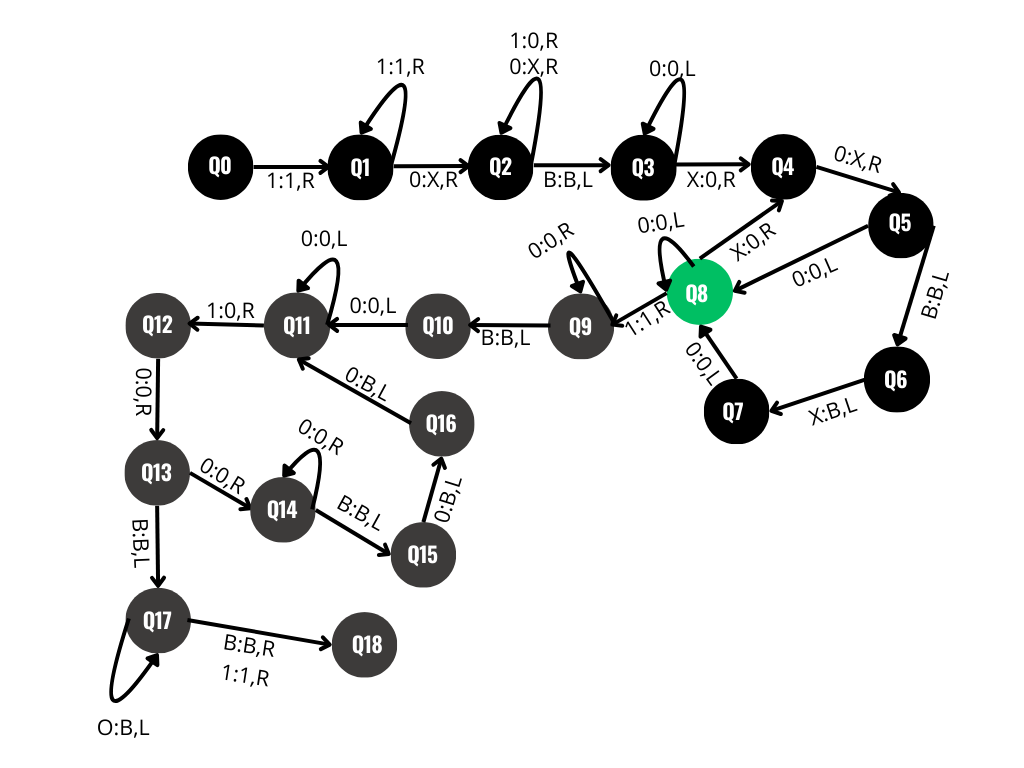 1:0,R
0:X,R
1:1,R
0:0,L
Q0
Q1
Q2
Q3
Q4
0:X,R
1:1,R
0:X,R
B:B,L
X:0,R
Q5
0:0,L
0:0,R
0:0,L
X:0,R
0:0,L
B:B,L
Q8
Q12
1:0,R
Q11
0:0,L
Q10
B:B,L
Q9
1:1,R
0:0,L
Q6
X:B,L
Q7
0:0,R
0:B,L
Q16
0:0,R
Q13
0:0,R
Q14
B:B,L
0:B,L
Q15
B:B,L
Q17
B:B,R
1:1,R
Q18
O:B,L